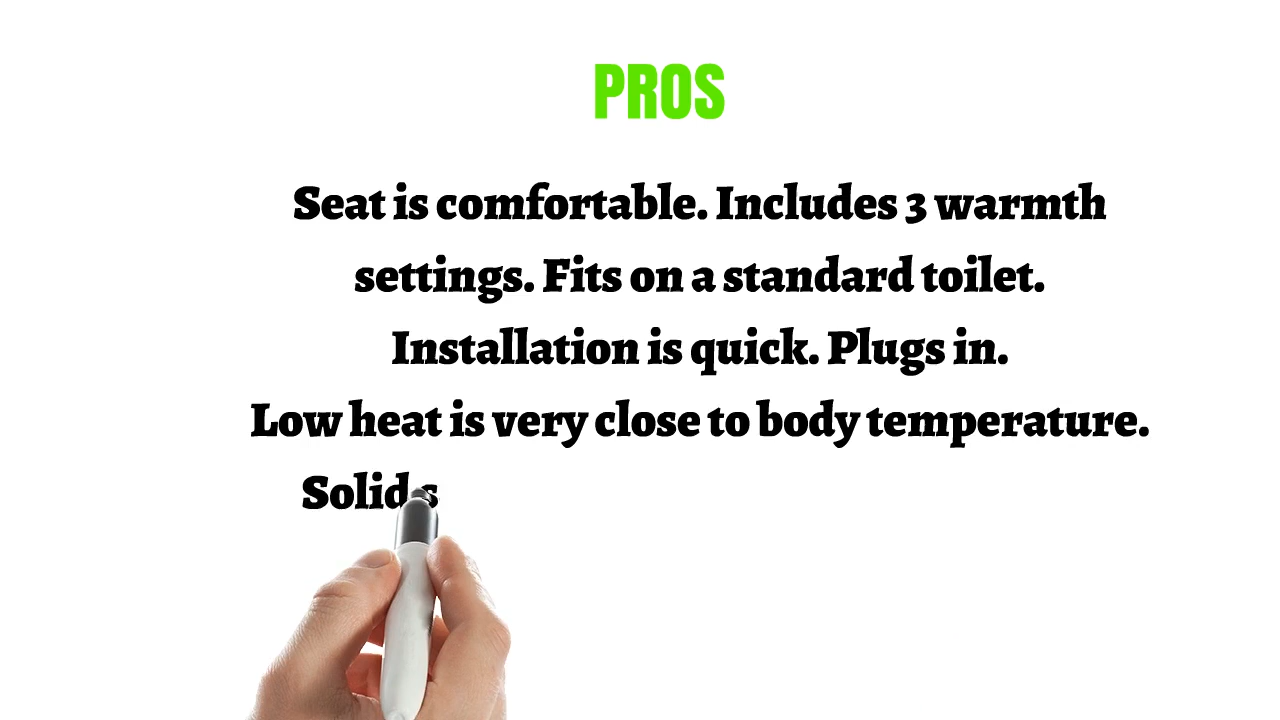 PROS
Seat is comfortable. Includes 3 warmth
settings. Fits on a standard toilet.
Installation is quick. Plugs in.
Low heat is very close to body temperature.
Solid s